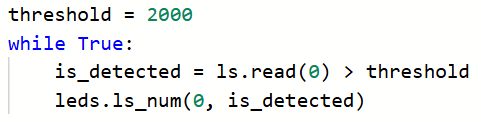 threshold = 2000
while True:
    is_detected = ls.read(0) > threshold
    leds.ls_num(0, is_detected)